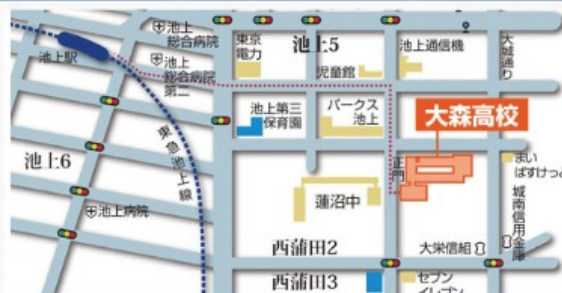 池上
総合病院
東京
電力
池上5
池上通信機
大城通り
池上駅
池上
総合病院
第二
児童館
池上第三
保育園
パークス
池上
大森高校
東急池上線
池上6
正門
まい
ばすけっと
蓮沼中
池上病院
城南信用金庫
西蒲田2
大栄信組
西蒲田3
セブン
イレブン